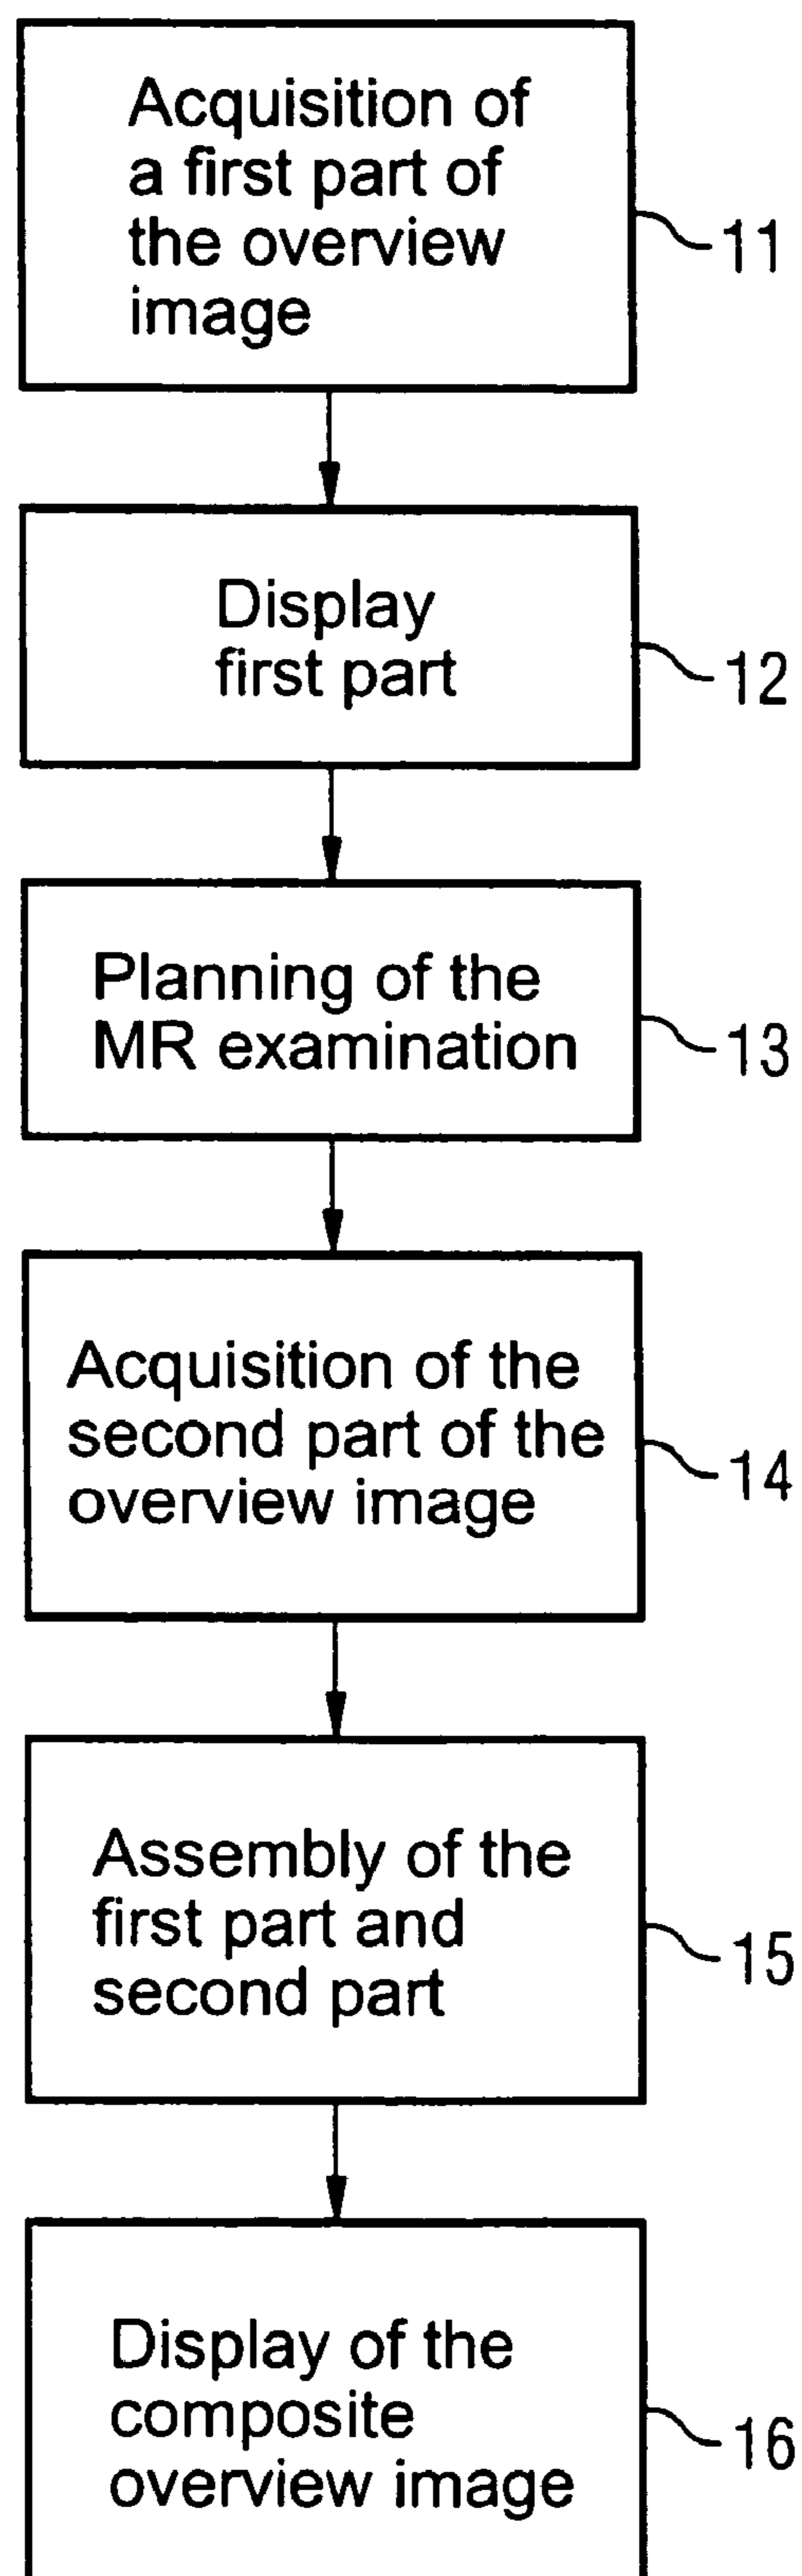 Acquisition of
a first part of
the overview
image
11
Display
first part
12
Planning of the
MR examination
13
Acquisition of the
second part of the
overview image
14
Assembly of the
first part and
second part
15
Display of the
composite
overview image
16